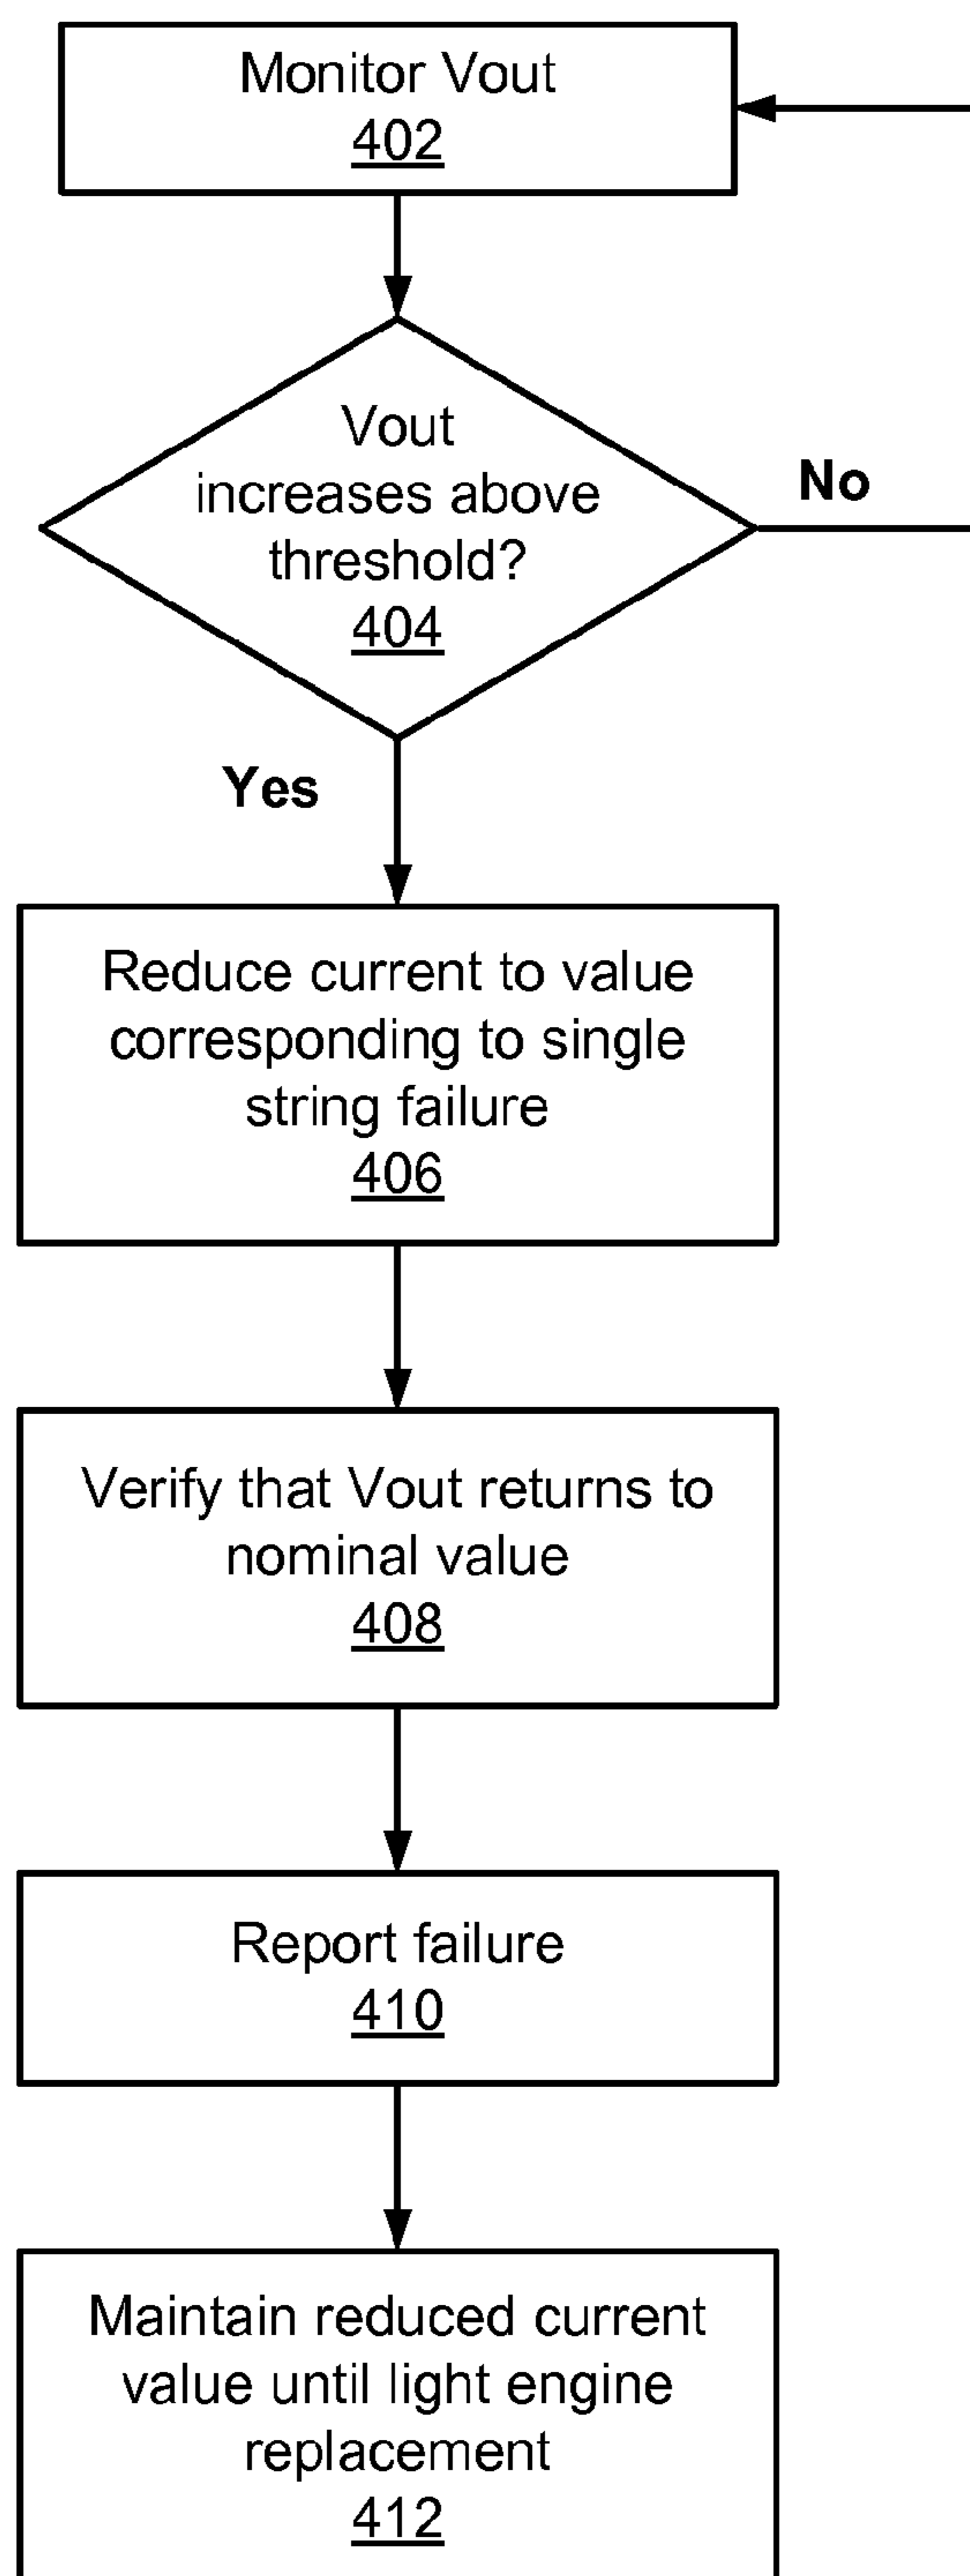 Monitor Vout
402
Vout
increases above
threshold?
404
No
Yes
Reduce current to value
corresponding to single
string failure
406
Verify that Vout returns to
nominal value
408
Report failure
410
Maintain reduced current
value until light engine
replacement
412